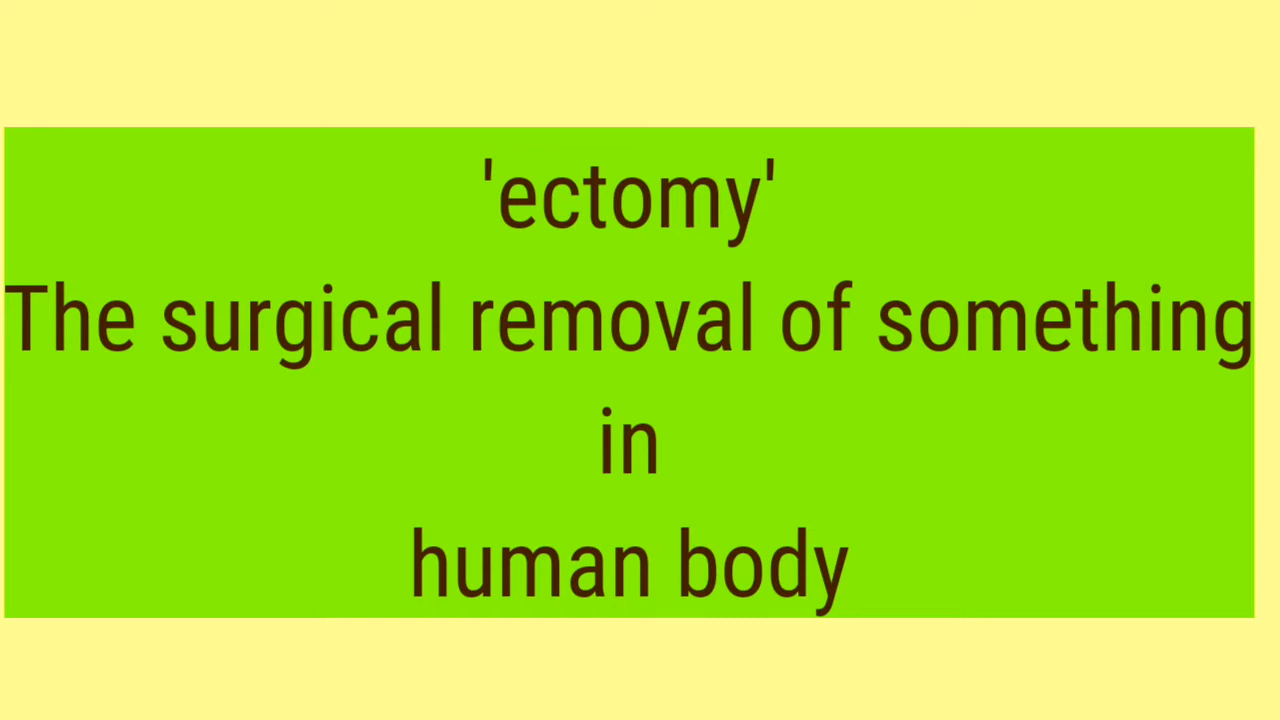 'ectomy'
The surgical removal of something
in
human body